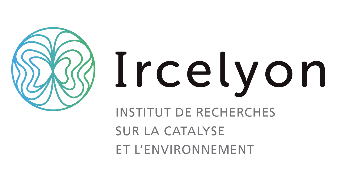 Ircelyon
INSTITUT DE RECHERCHES
SUR LA CATALYSE
ET L'ENVIRONNEMENT